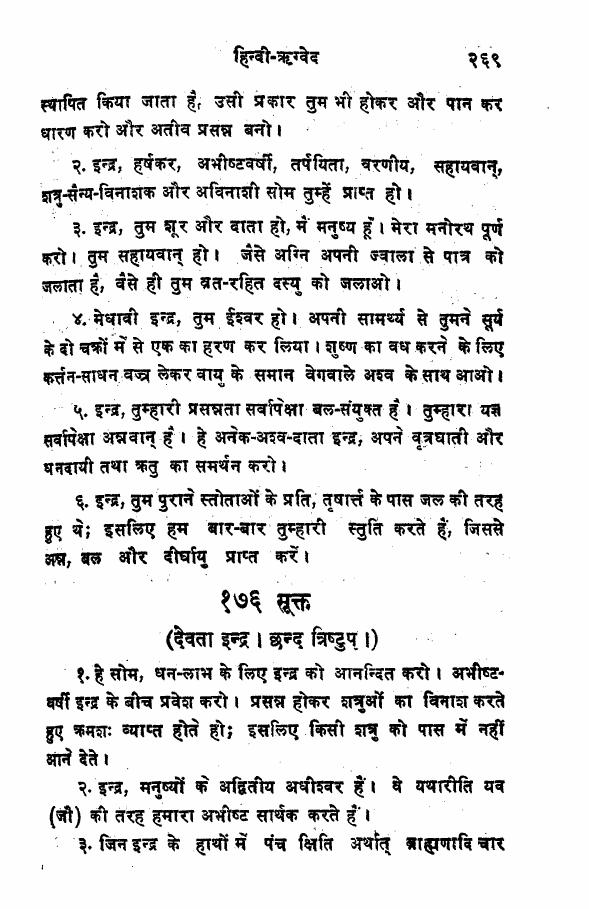 हिन्दी-ऋग्वेद २६९
स्थापित किया जाता है, उसी प्रकार तुम भी होकर और पान कर
धारण करो और अतीव प्रसन्न बनो।
२. इन्द्र, हर्षकर, अभीष्टवर्षी, तर्पयिता, वरणीय, सहायवान्,
शत्रु-सैन्य-विनाशक और अविनाशी सोम तुम्हें प्राप्त हो।
३. इन्द्र, तुम शूर और दाता हो, मैं मनुष्य हूँ। मेरा मनोरथ पूर्ण
करो। तुम सहायवान् हो। जैसे अग्नि अपनी ज्वाला से पात्र को
जलाता है, वैसे ही तुम व्रत-रहित दस्यु को जलाओ।
४. मेधावी इन्द्र, तुम ईश्वर हो। अपनी सामर्थ्य से तुमने सूर्य
के दो चक्रों में से एक का हरण कर लिया। शुष्ण का वध करने के लिए
कर्त्तन-साधन वज्र लेकर वायु के समान वेगवाले अश्व के साथ आओ।
५. इन्द्र, तुम्हारी प्रसन्नता सर्वापेक्षा बल-संयुक्त है। तुम्हारा यज्ञ
सर्वापेक्षा अन्नवान् है। हे अनेक-अश्व-दाता इन्द्र, अपने वृत्रघाती और
धनदायी तथा ऋतु का समर्थन करो।
६. इन्द्र, तुम पुराने स्तोताओं के प्रति, तृषार्त्त के पास जल की तरह
हुए थे; इसलिए हम बार-बार तुम्हारी स्तुति करते हैं, जिससे
अन्न, बल और दीर्घायु प्राप्त करें।
१७६ सूक्त
(देवता इन्द्र। छन्द त्रिष्टुप्।)
१. हे सोम, धन-लाभ के लिए इन्द्र को आनन्दित करो। अभीष्ट-
वर्षी इन्द्र के बीच प्रवेश करो। प्रसन्न होकर शत्रुओं का विनाश करते
हुए क्रमशः व्याप्त होते हो; इसलिए किसी शत्रु को पास में नहीं
आने देते।
२. इन्द्र, मनुष्यों के अद्वितीय अधीश्वर हैं। वे यथारीति यव
(जौ) की तरह हमारा अभीष्ट सार्थक करते हैं।
३. जिन इन्द्र के हाथों में पंच क्षिति अर्थात् ब्राह्मणादि चार